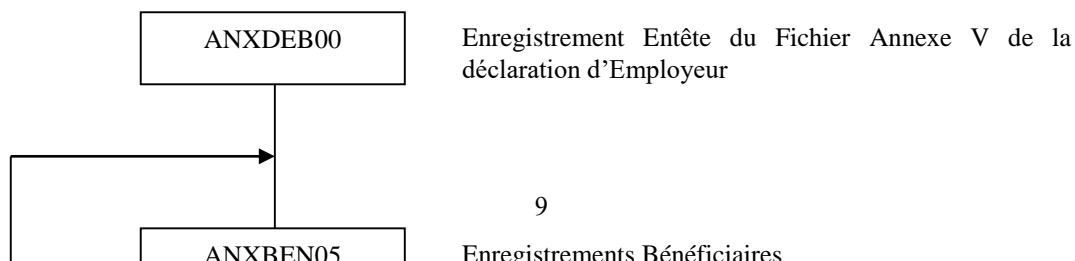 ANXDEB00
Enregistrement Entête du Fichier Annexe V de la
déclaration d’Employeur
9
ANXBEN05
Enregistrements Bénéficiaires